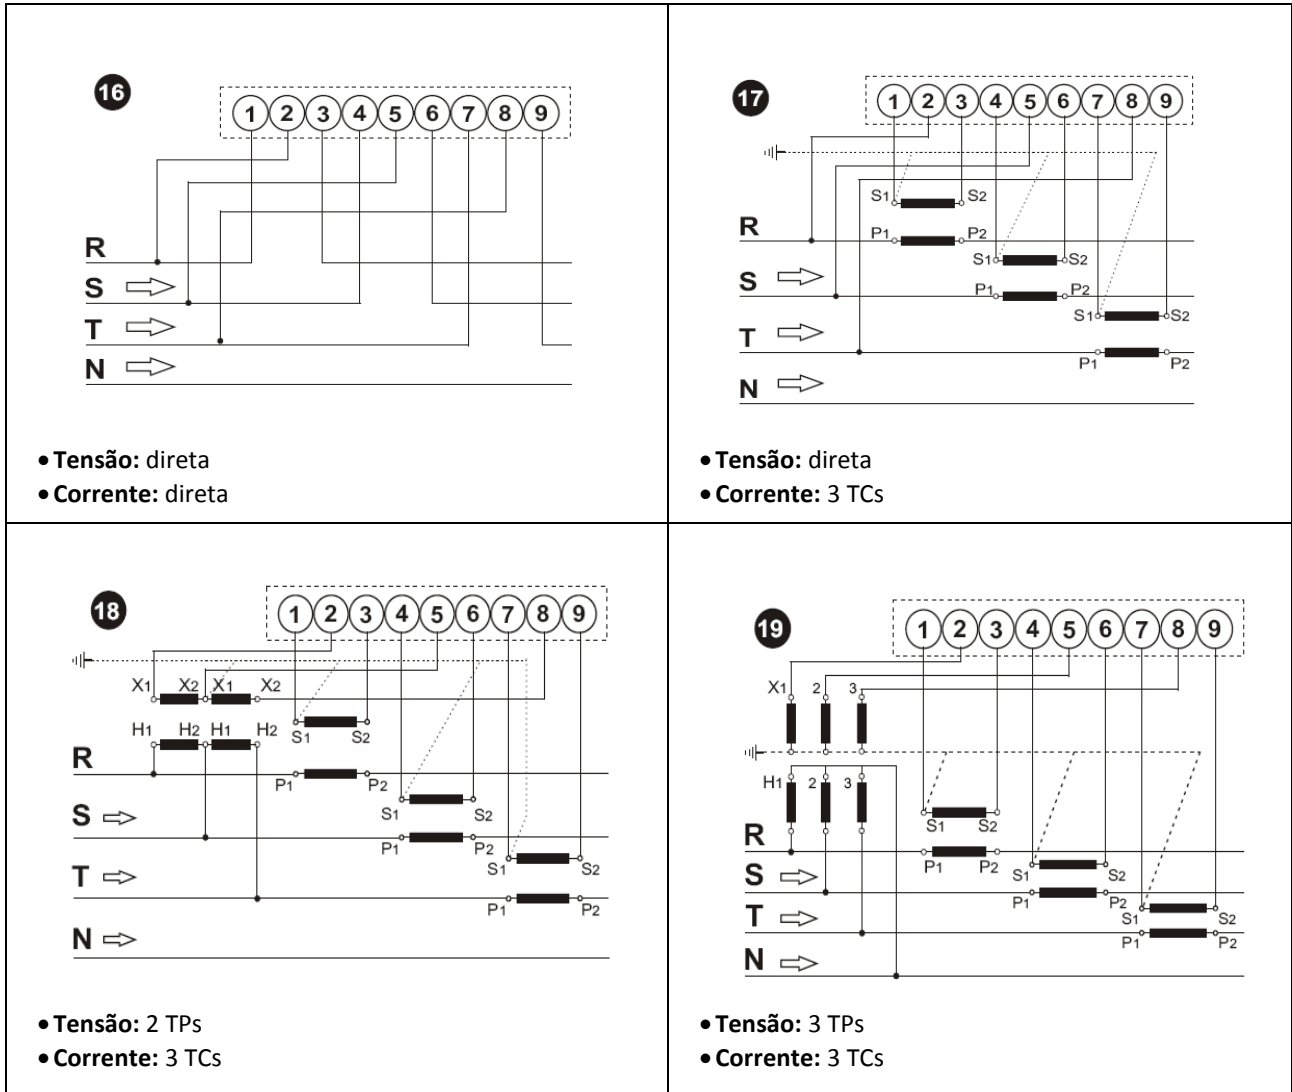 16
1 2 3 4 5 6 7 8 9
R
S
T
N
• Tensão: direta
• Corrente: direta
17
1 2 3 4 5 6 7 8 9
S1 S2
R P1 P2
S1 S2
S P1 P2
S1 S2
T
P1 P2
N
• Tensão: direta
• Corrente: 3 TCs
18
1 2 3 4 5 6 7 8 9
X1 X2 X1 X2
H1 H2 H1 H2 S1 S2
R
P1 P2
S S1 S2
P1 P2
S1 S2
T
P1 P2
N
• Tensão: 2 TPs
• Corrente: 3 TCs
19
1 2 3 4 5 6 7 8 9
X1 2 3
H1 2 3
S1 S2
R
P1 P2
S S1 S2
P1 P2
T S1 S2
P1 P2
N
• Tensão: 3 TPs
• Corrente: 3 TCs